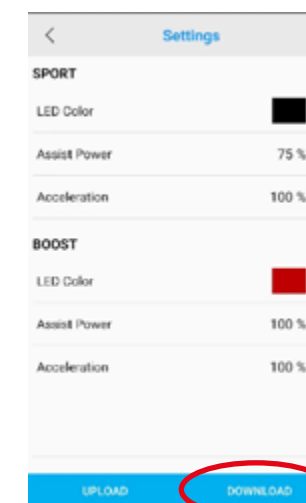 Settings
SPORT
LED Color
Assist Power 75 %
Acceleration 100 %
BOOST
LED Color
Assist Power 100 %
Acceleration 100 %
UPLOAD DOWNLOAD